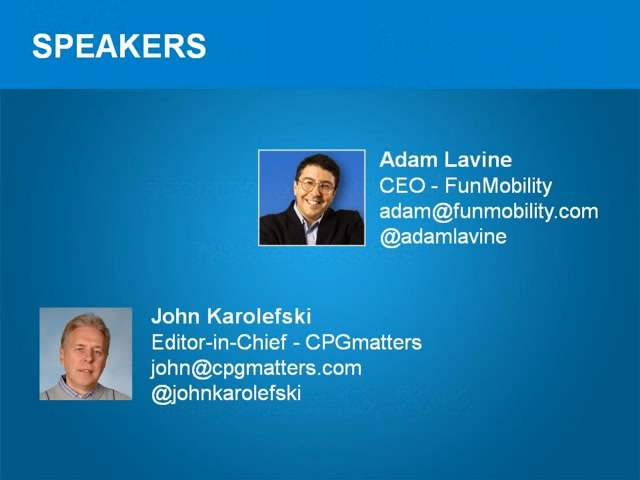 SPEAKERS
Adam Lavine
CEO - FunMobility
adam@funmobility.com
@adamlavine
John Karolefski
Editor-in-Chief - CPGmatters
john@cpgmatters.com
@johnkarolefski